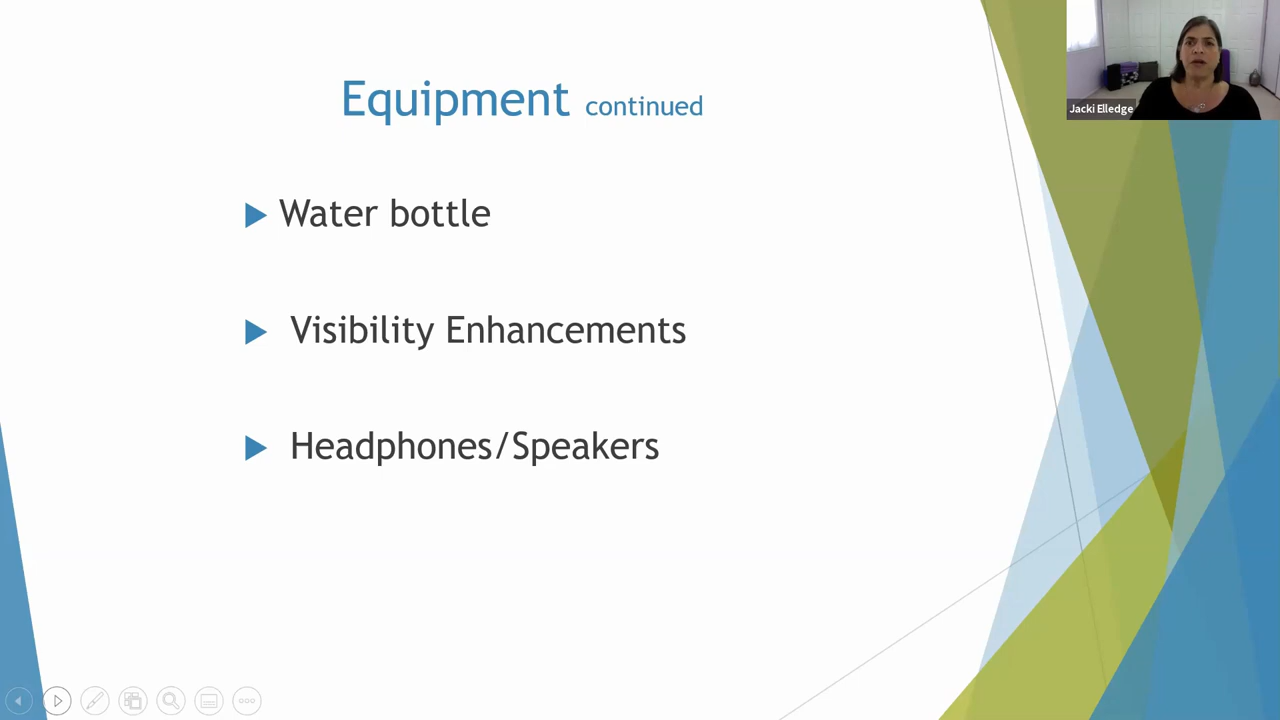 Equipment continued
Jacki Elledge
Water bottle
Visibility Enhancements
Headphones/Speakers